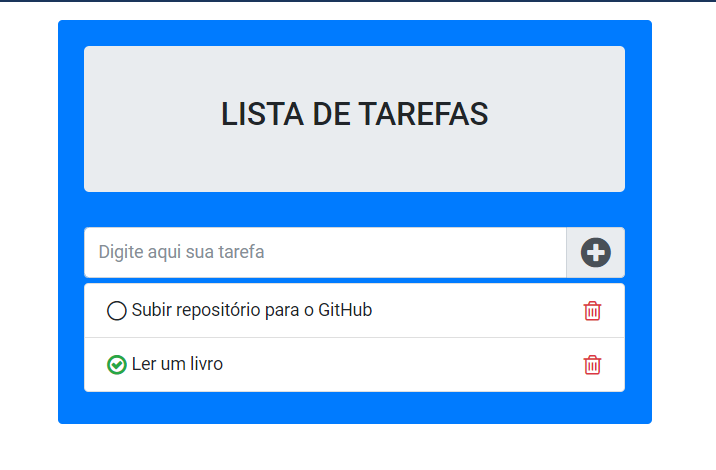 LISTA DE TAREFAS
Digite aqui sua tarefa
Subir repositório para o GitHub
Ler um livro